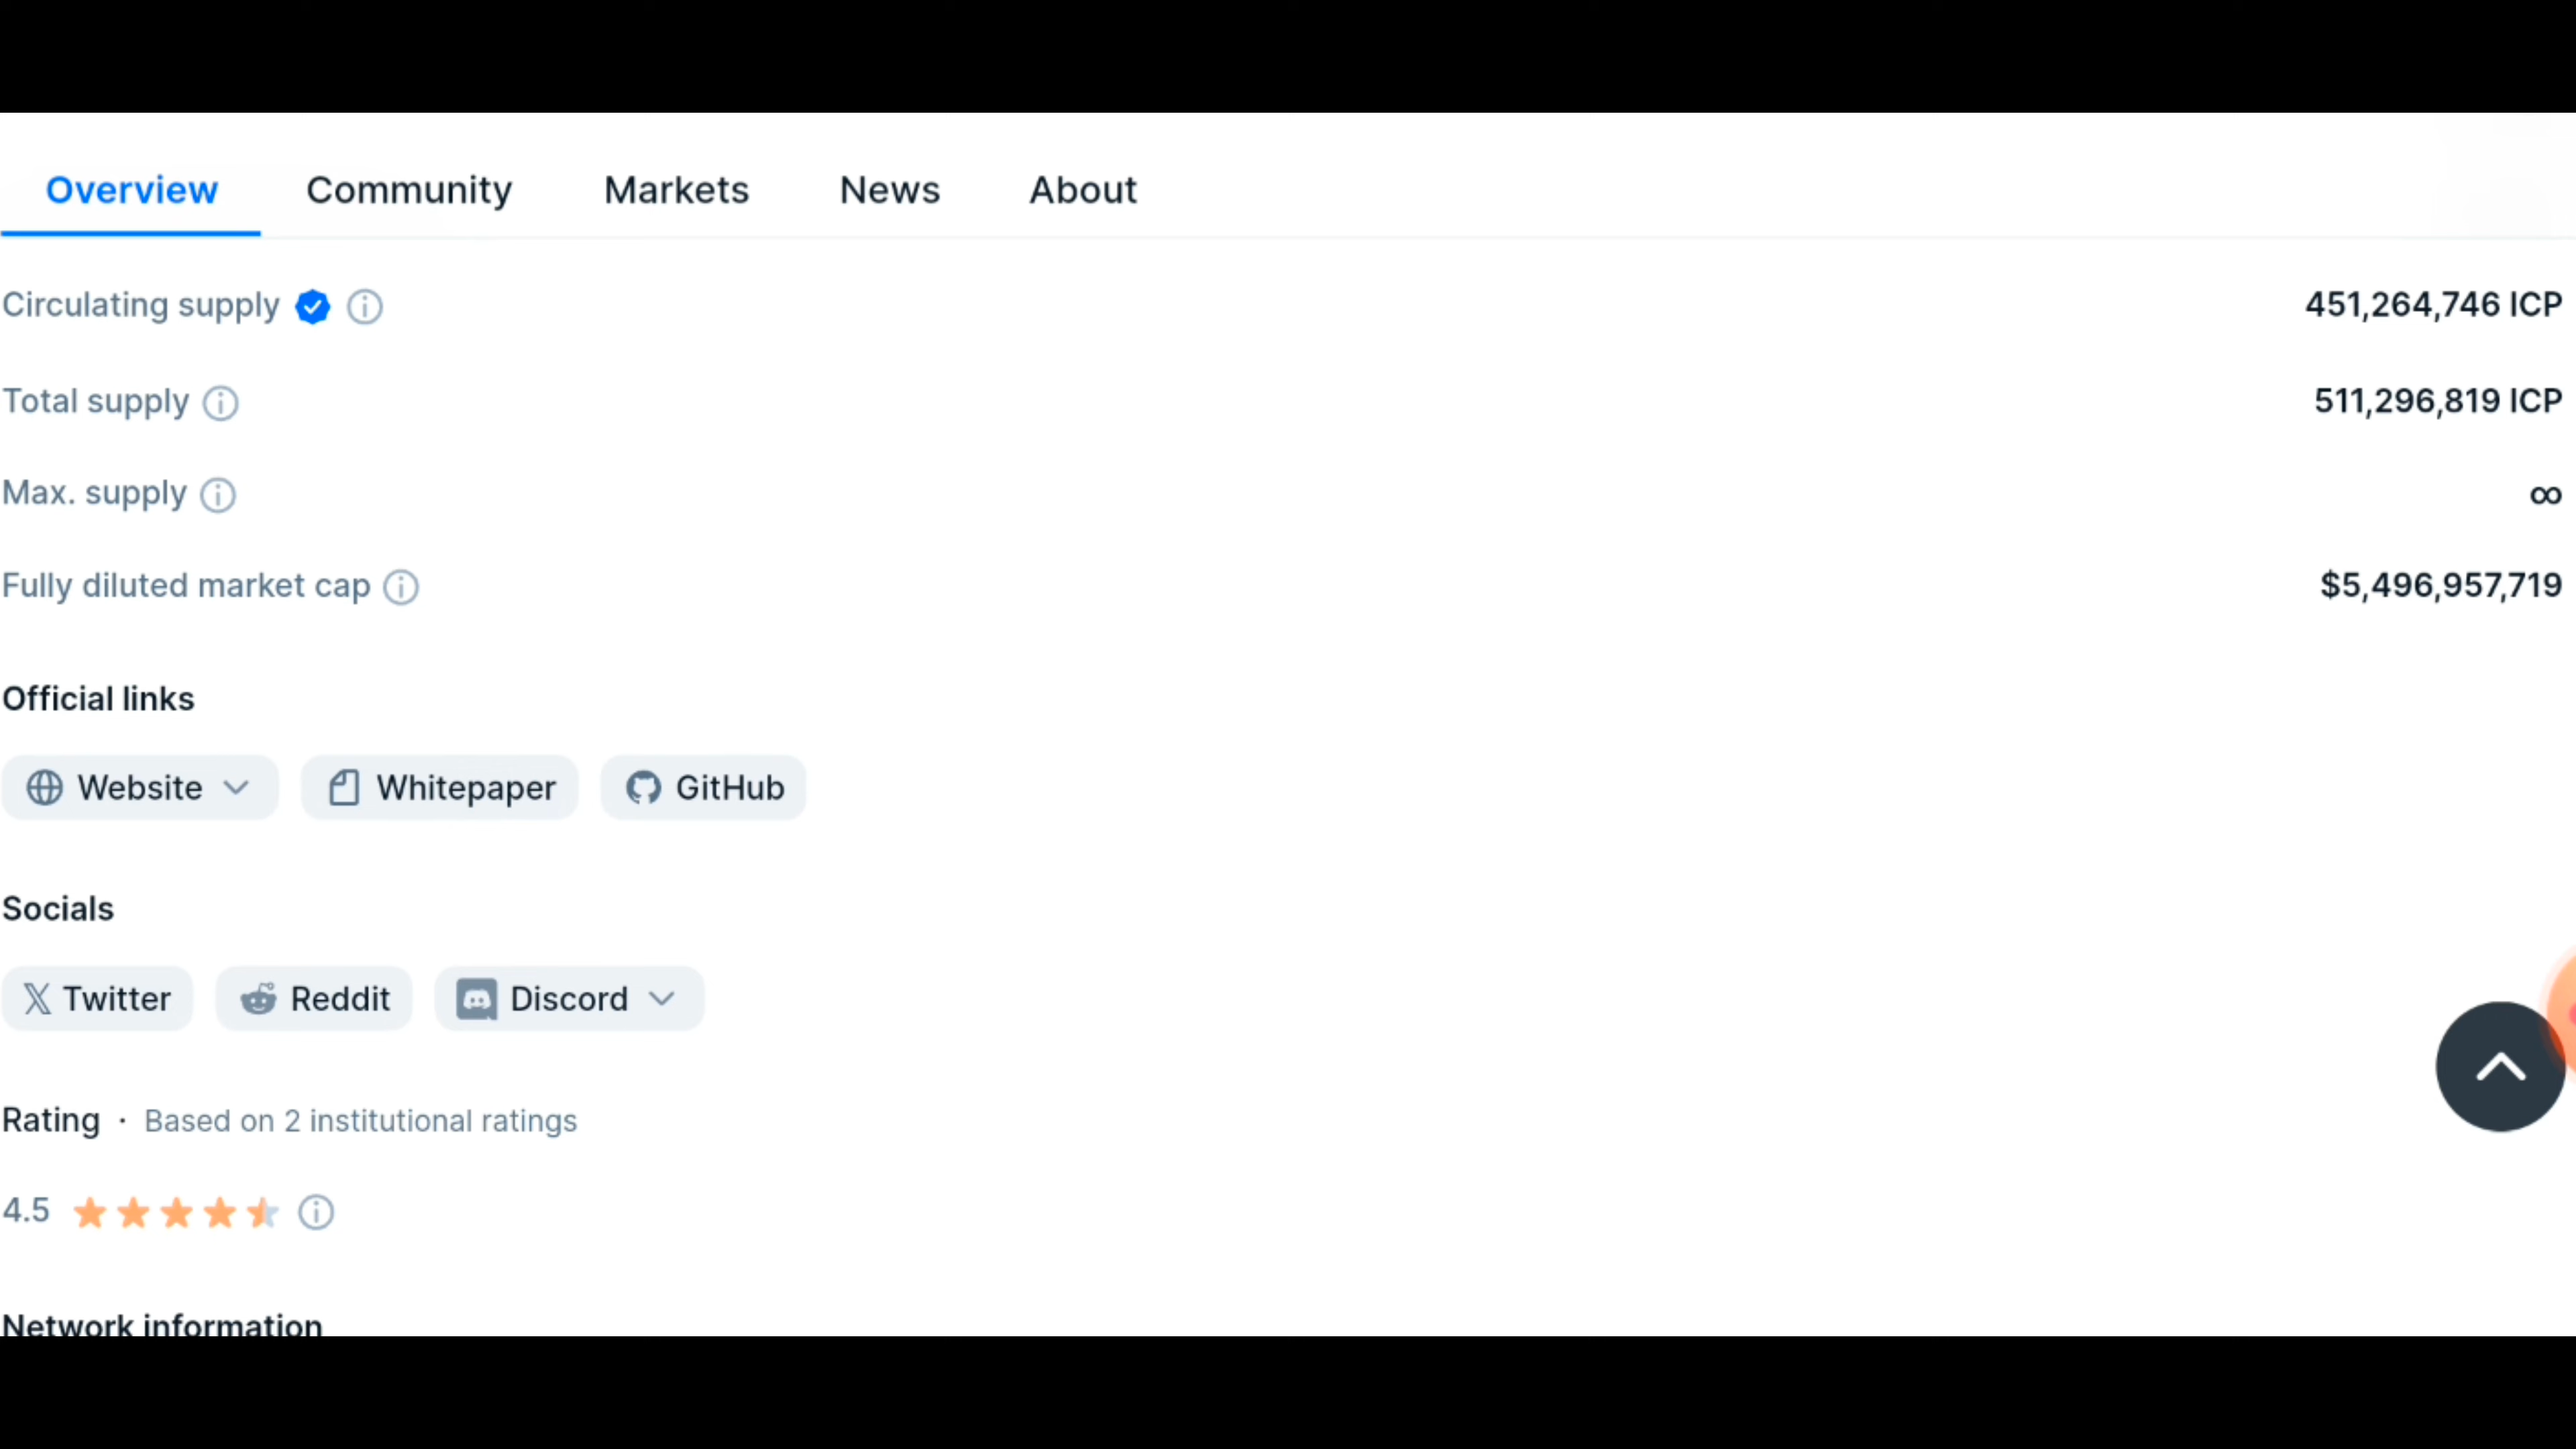 Overview Community Markets News About
Circulating supply 451,264,746 ICP
Total supply 511,296,819 ICP
Max. supply ∞
Fully diluted market cap $5,496,957,719
Official links
Website Whitepaper GitHub
Socials
𝕏 Twitter Reddit Discord
Rating · Based on 2 institutional ratings
4.5
Network information